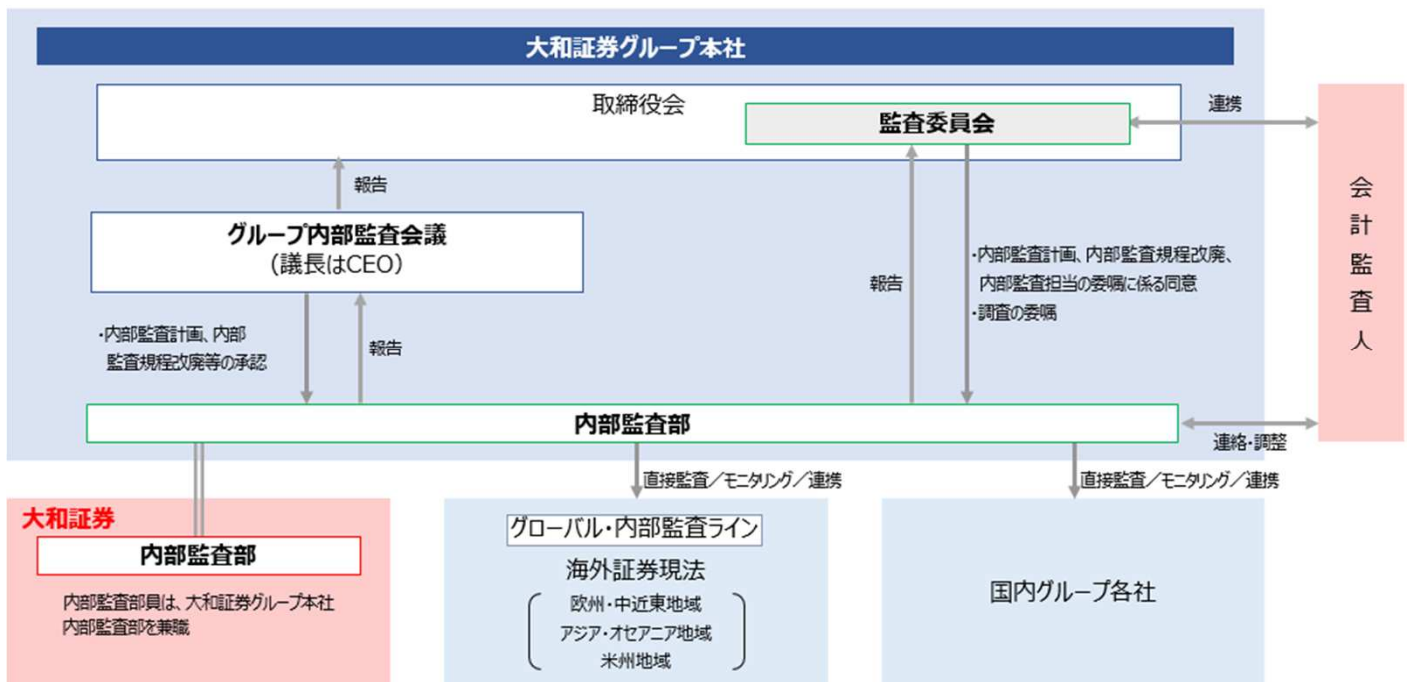 大和証券グループ本社
取締役会
監査委員会
連携
報告
グループ内部監査会議
（議長はCEO）
・内部監査計画、内部
監査規程改廃等の承認
報告
報告
・内部監査計画、内部監査規程改廃、
内部監査担当の委嘱に係る同意
・調査の委嘱
会計監査人
内部監査部
連絡・調整
直接監査／モニタリング／連携
直接監査／モニタリング／連携
大和証券
内部監査部
内部監査部員は、大和証券グループ本社
内部監査部を兼職
グローバル・内部監査ライン
海外証券現法
欧州・中近東地域
アジア・オセアニア地域
米州地域
国内グループ各社